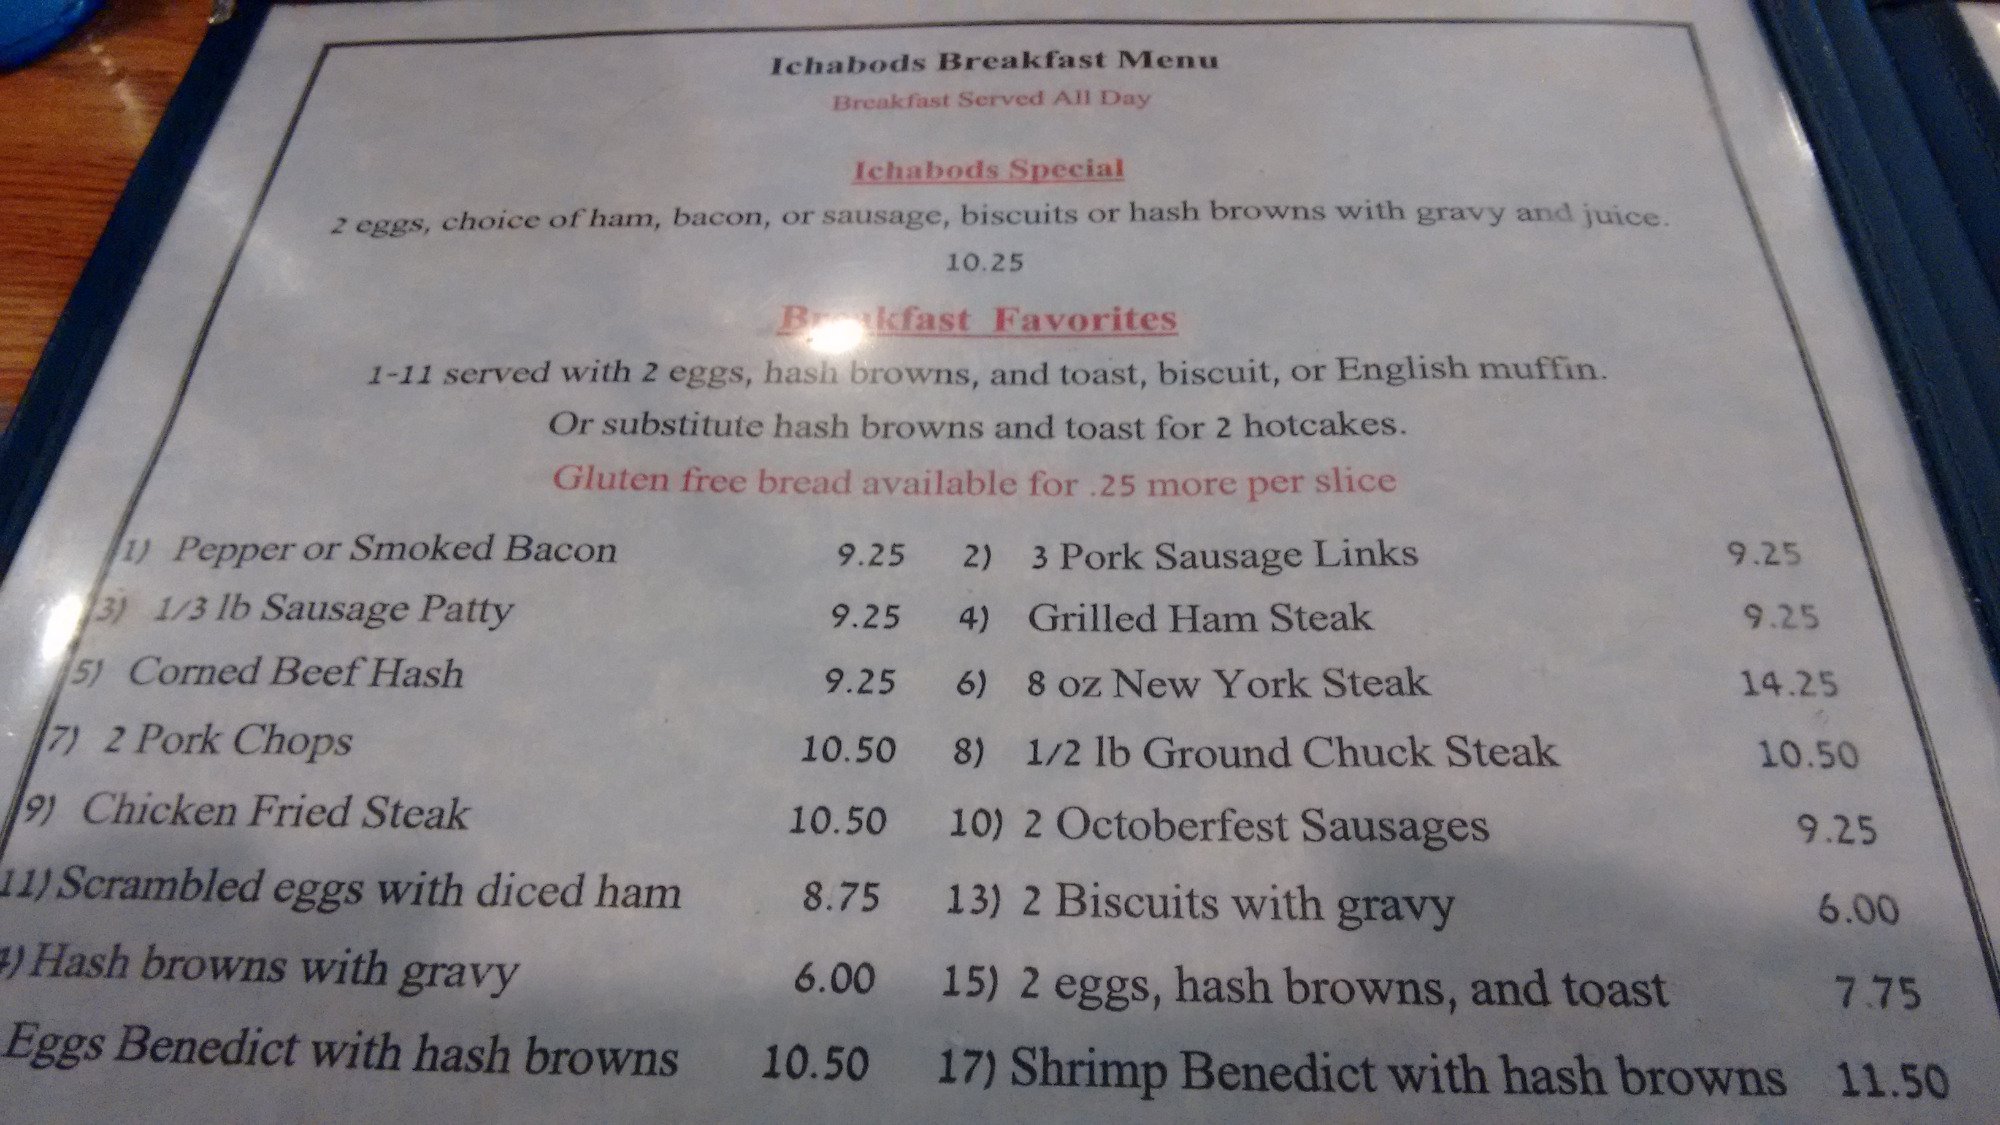 Ichabods Breakfast Menu
Breakfast Served All Day
Ichabods Special
2 eggs, choice of ham, bacon, or sausage, biscuits or hash browns with gravy and juice.
10.25
Breakfast Favorites
1-11 served with 2 eggs, hash browns, and toast, biscuit, or English muffin.
Or substitute hash browns and toast for 2 hotcakes.
Gluten free bread available for .25 more per slice
1) Pepper or Smoked Bacon 9.25 2) 3 Pork Sausage Links 9.25
3) 1/3 lb Sausage Patty 9.25 4) Grilled Ham Steak 9.25
5) Corned Beef Hash 9.25 6) 8 oz New York Steak 14.25
7) 2 Pork Chops 10.50 8) 1/2 lb Ground Chuck Steak 10.50
9) Chicken Fried Steak 10.50 10) 2 Octoberfest Sausages 9.25
11) Scrambled eggs with diced ham 8.75 13) 2 Biscuits with gravy 6.00
4) Hash browns with gravy 6.00 15) 2 eggs, hash browns, and toast 7.75
Eggs Benedict with hash browns 10.50 17) Shrimp Benedict with hash browns 11.50